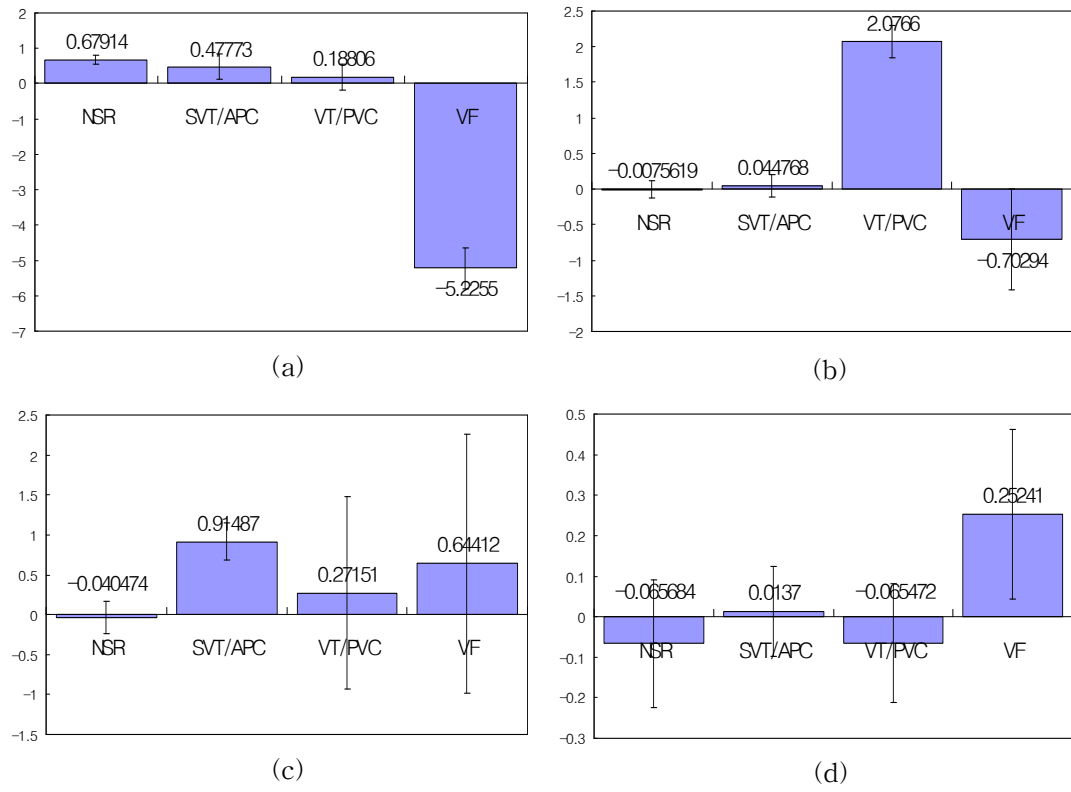 2
1
0
−1
−2
−3
−4
−5
−6
−7
0.67914
0.47773
0.18806
−5.2255
NSR
SVT/APC
VT/PVC
VF
(a)
2.5
2
1.5
1
0.5
0
−0.5
−1
−1.5
−2
−0.0075619
0.044768
2.0766
−0.70294
NSR
SVT/APC
VT/PVC
VF
(b)
2.5
2
1.5
1
0.5
0
−0.5
−1
−1.5
−0.040474
0.91487
0.27151
0.64412
NSR
SVT/APC
VT/PVC
VF
(c)
0.5
0.4
0.3
0.2
0.1
0
−0.1
−0.2
−0.3
−0.065684
0.0137
−0.065472
0.25241
NSR
SVT/APC
VT/PVC
VF
(d)